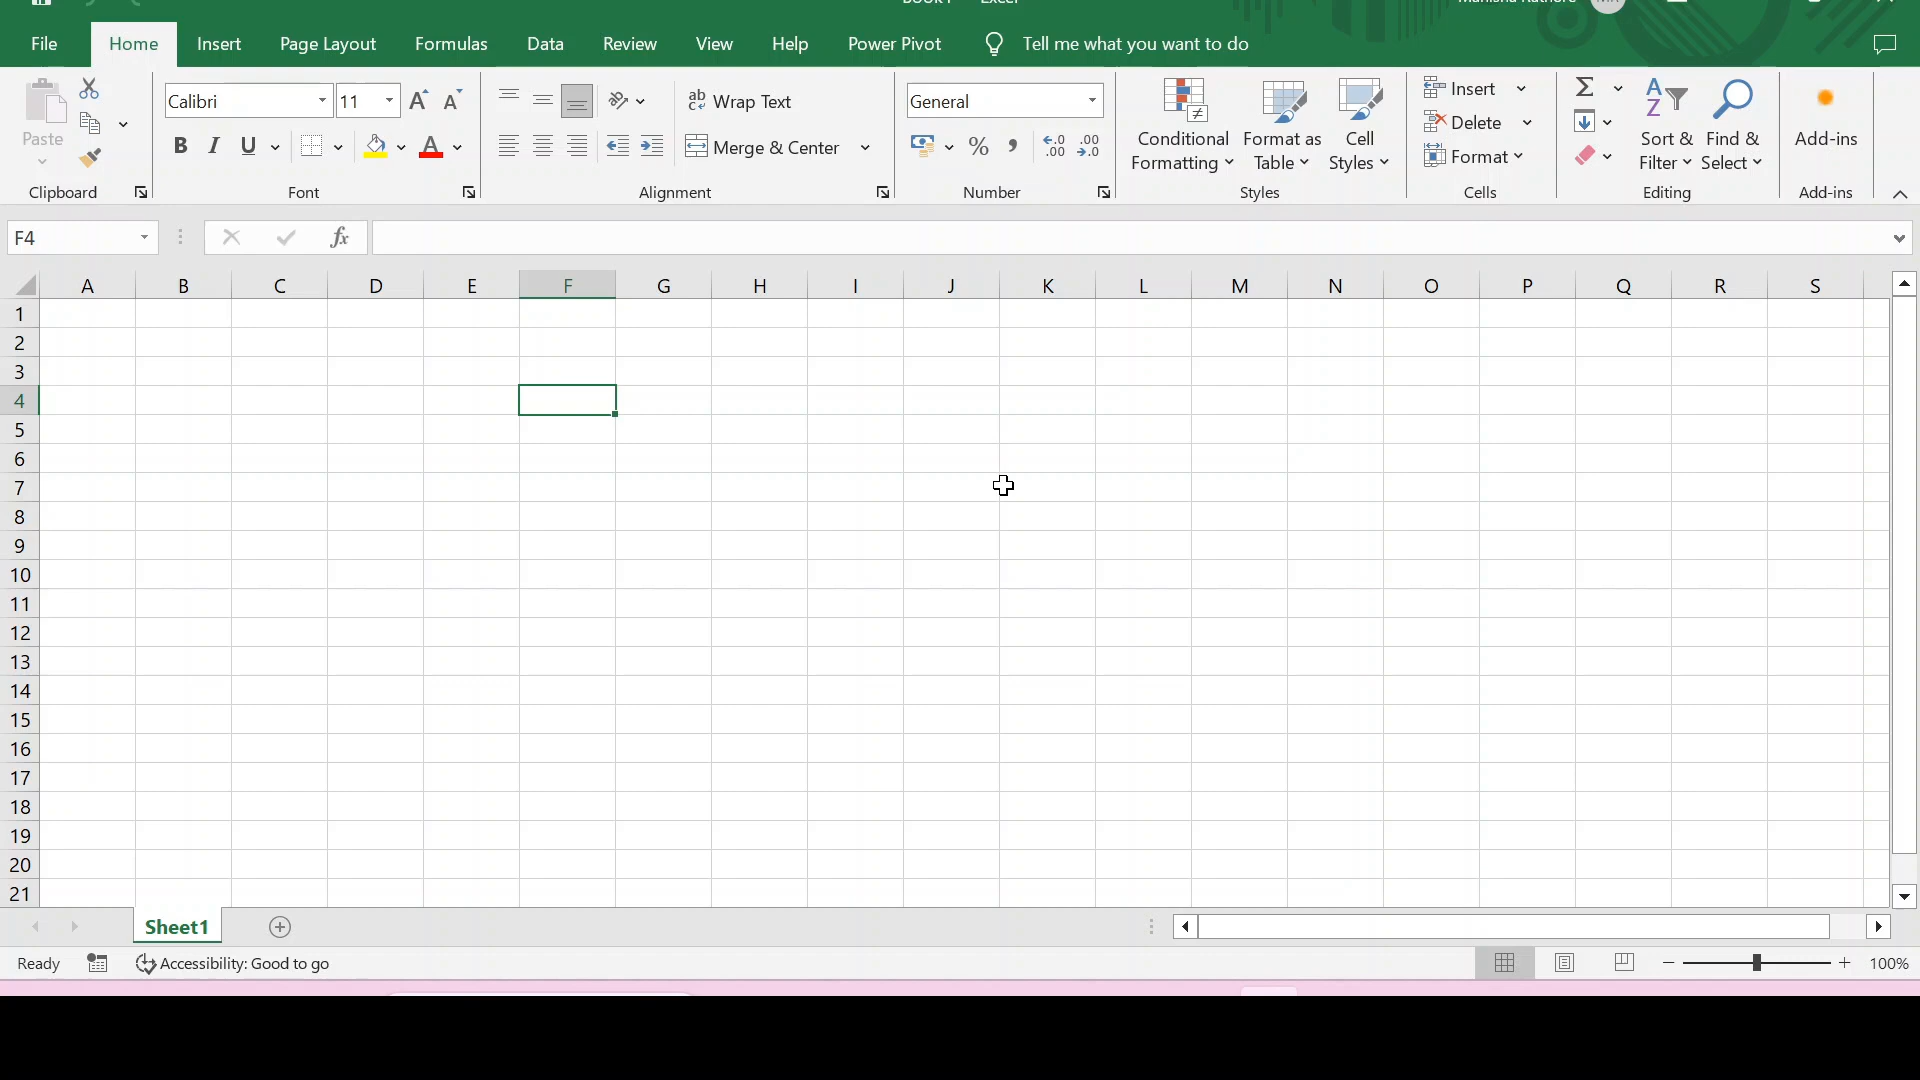 File Home Insert Page Layout Formulas Data Review View Help Power Pivot Tell me what you want to do
Paste
Clipboard
Calibri 11
B I U A
Font
ab Wrap Text
Merge & Center
Alignment
General
% , .00
Number
Conditional Formatting
Format as Table
Cell Styles
Styles
Insert
Delete
Format
Cells
Σ
Sort & Filter
Find & Select
Editing
Add-ins
Add-ins
F4 fx
A B C D E F G H I J K L M N O P Q R S
1
2
3
4
5
6
7
8
9
10
11
12
13
14
15
16
17
18
19
20
21
Sheet1
Ready Accessibility: Good to go 100%